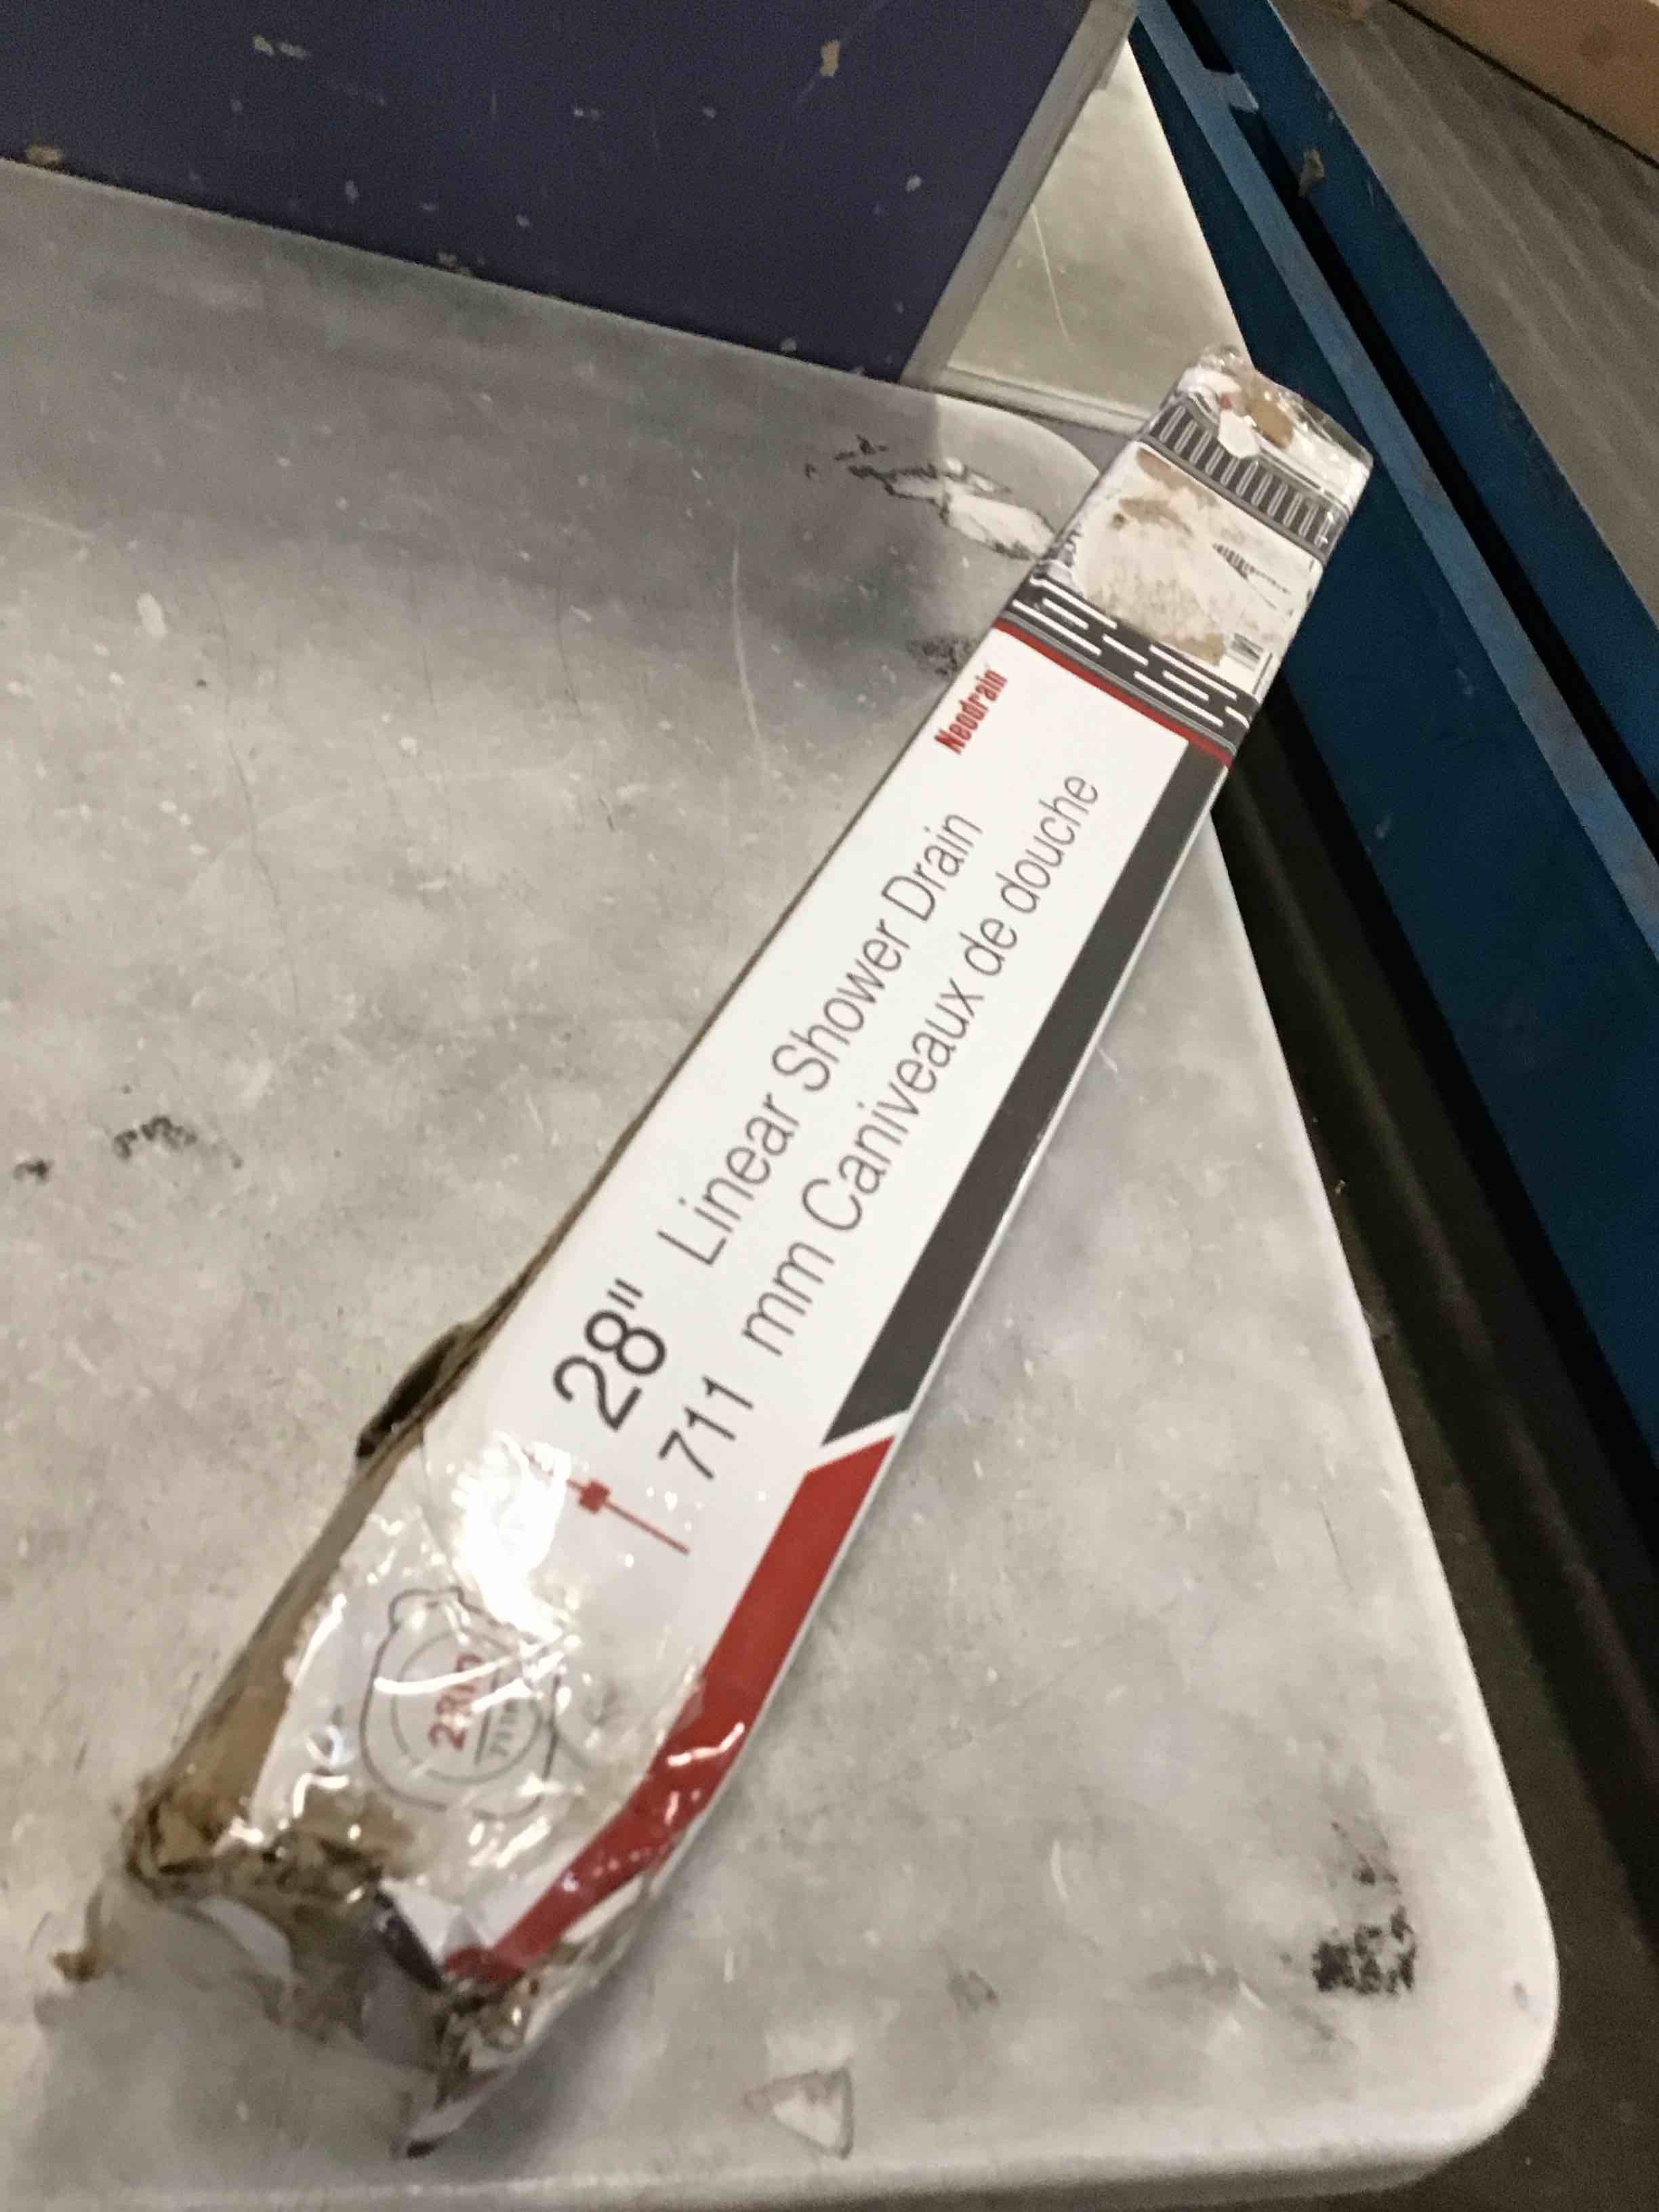 Neodrain
28" Linear Shower Drain
711 mm Caniveaux de douche